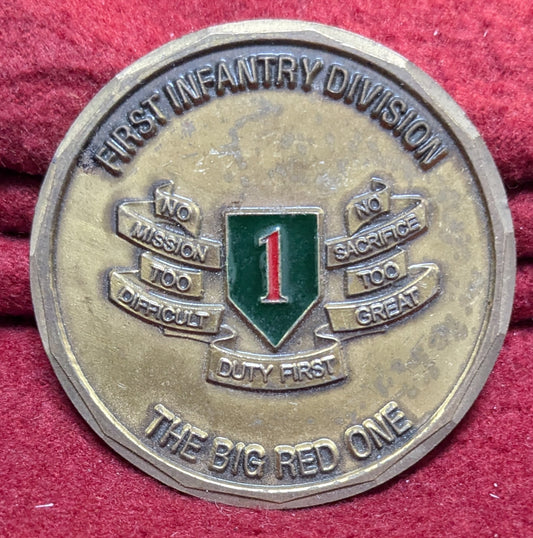 FIRST INFANTRY DIVISION
NO
MISSION
TOO
DIFFICULT
1
NO
SACRIFICE
TOO
GREAT
DUTY FIRST
THE BIG RED ONE